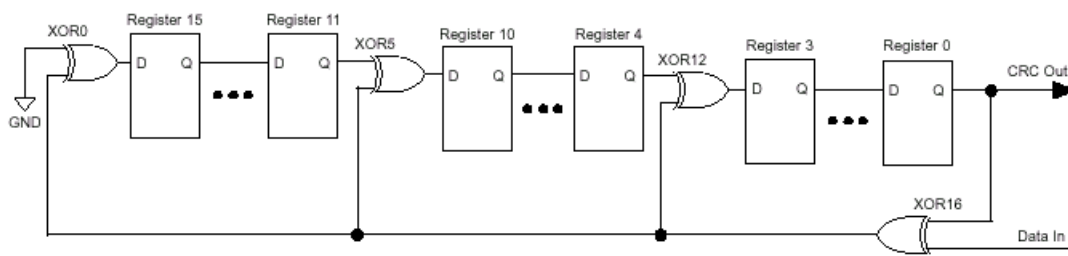 XOR0
Register 15
Register 11
XOR5
Register 10
Register 4
XOR12
Register 3
Register 0
CRC Out
D Q
D Q
D Q
D Q
D Q
D Q
GND
XOR16
Data In